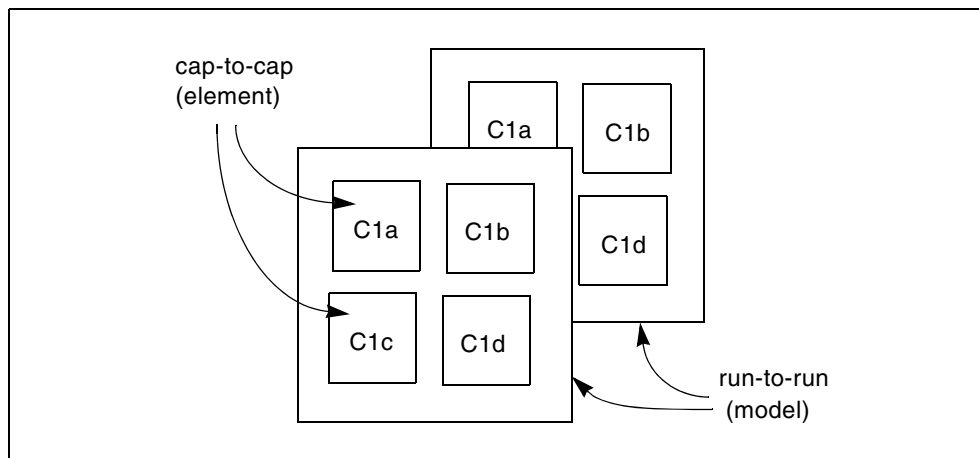 cap-to-cap
(element)
C1a
C1b
C1d
C1a
C1b
C1c
C1d
run-to-run
(model)